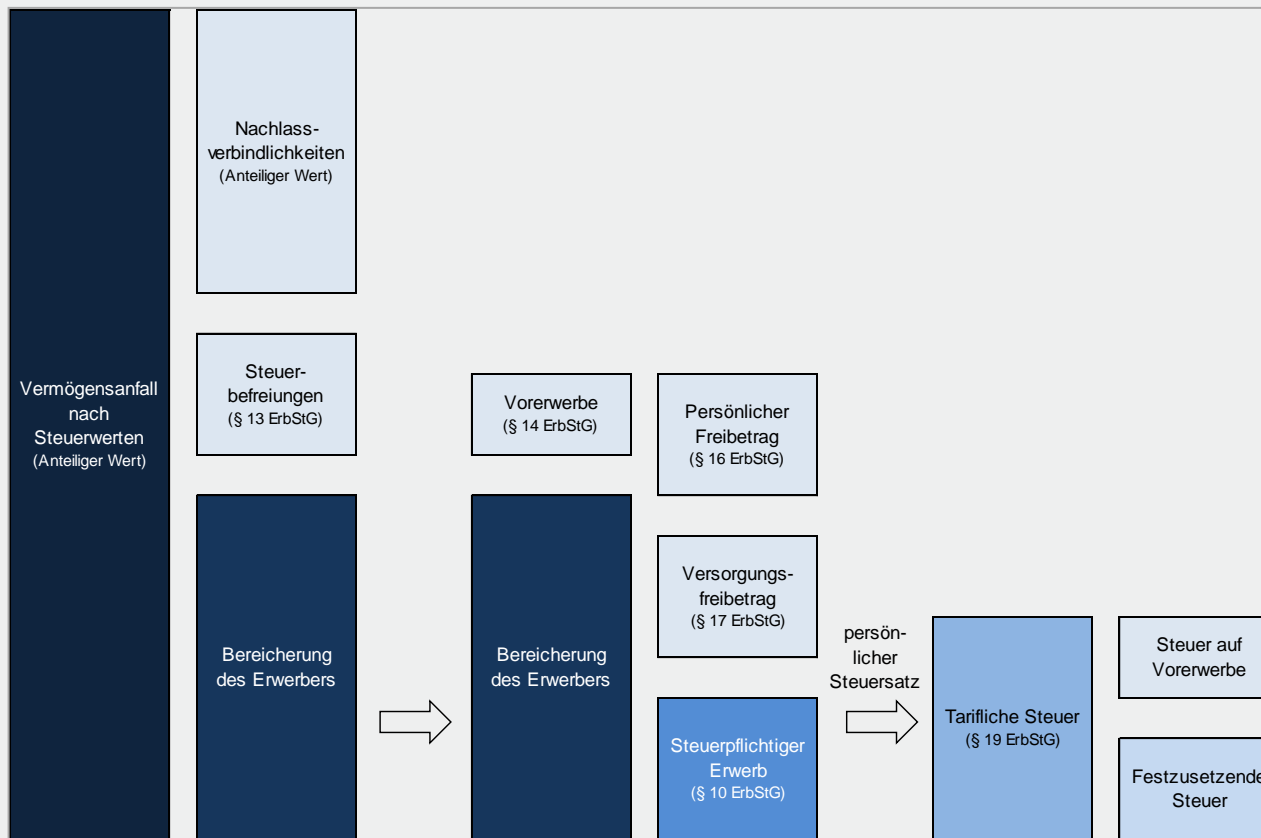 Vermögensanfall
nach
Steuerwerten
(Anteiliger Wert)
Nachlass-
verbindlichkeiten
(Anteiliger Wert)
Steuer-
befreiungen
(§ 13 ErbStG)
Bereicherung
des Erwerbers
Vorerwerbe
(§ 14 ErbStG)
Bereicherung
des Erwerbers
Persönlicher
Freibetrag
(§ 16 ErbStG)
Versorgungs-
freibetrag
(§ 17 ErbStG)
Steuerpflichtiger
Erwerb
(§ 10 ErbStG)
persön-
licher
Steuersatz
Tarifliche Steuer
(§ 19 ErbStG)
Steuer auf
Vorerwerbe
Festzusetzende
Steuer